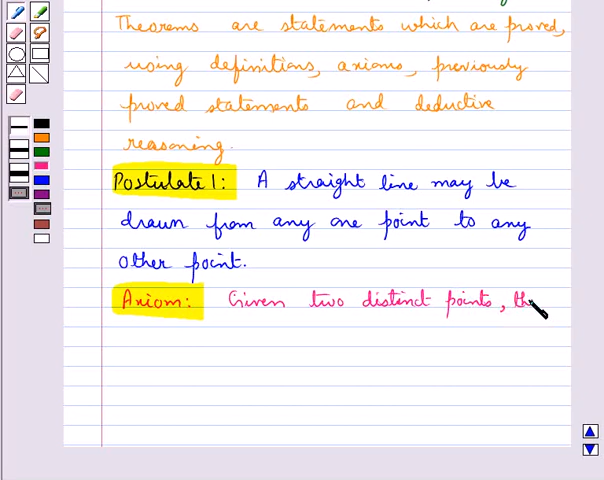 Theorems are statements which are proved,
using definitions, axioms, previously
proved statements and deductive
reasoning.
Postulate 1: A straight line may be
drawn from any one point to any
other point.
Axiom: Given two distinct points, th